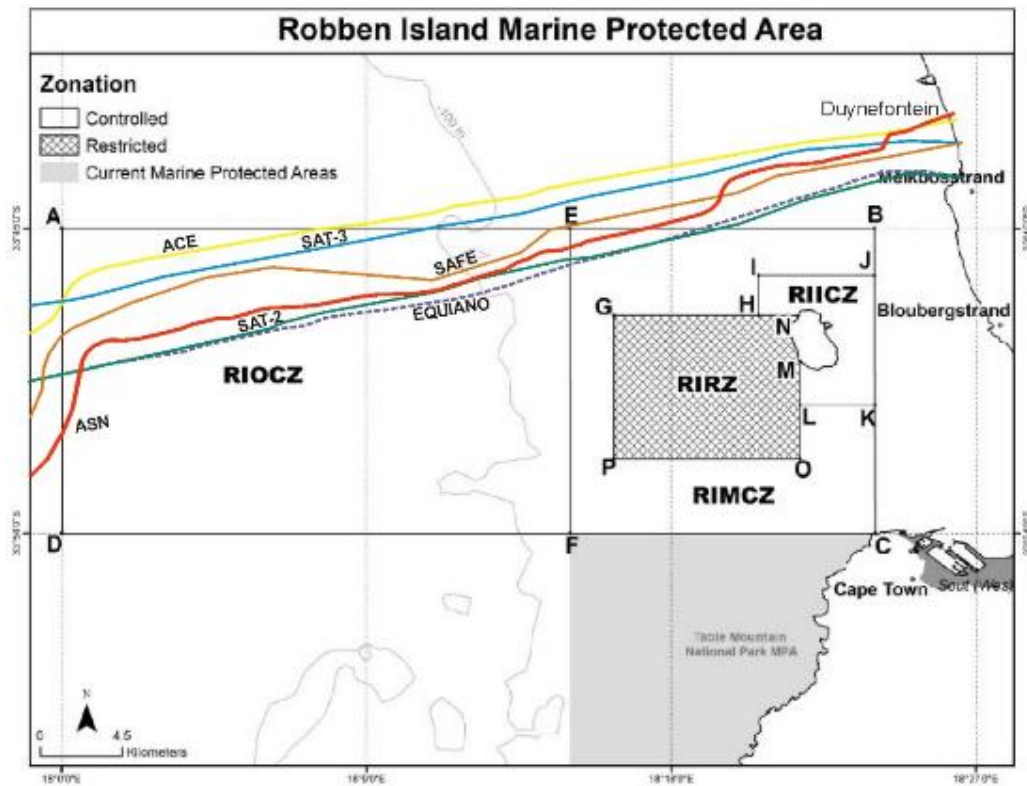 Robben Island Marine Protected Area
Zonation
Controlled
Restricted
Current Marine Protected Areas
-100 m
Duynefontein
Melkbosstrand
A
E
B
ACE
SAT-3
SAFE
I
J
RIICZ
Bloubergstrand
G
H
N
SAT-2
EQUIANO
RIOCZ
RIRZ
M
ASN
L
K
P
O
RIMCZ
D
F
C
Cape Town
Table Mountain
National Park MPA
N
0 4.5
Kilometers
18°0'0"E
18°9'0"E
18°18'0"E
18°27'0"E